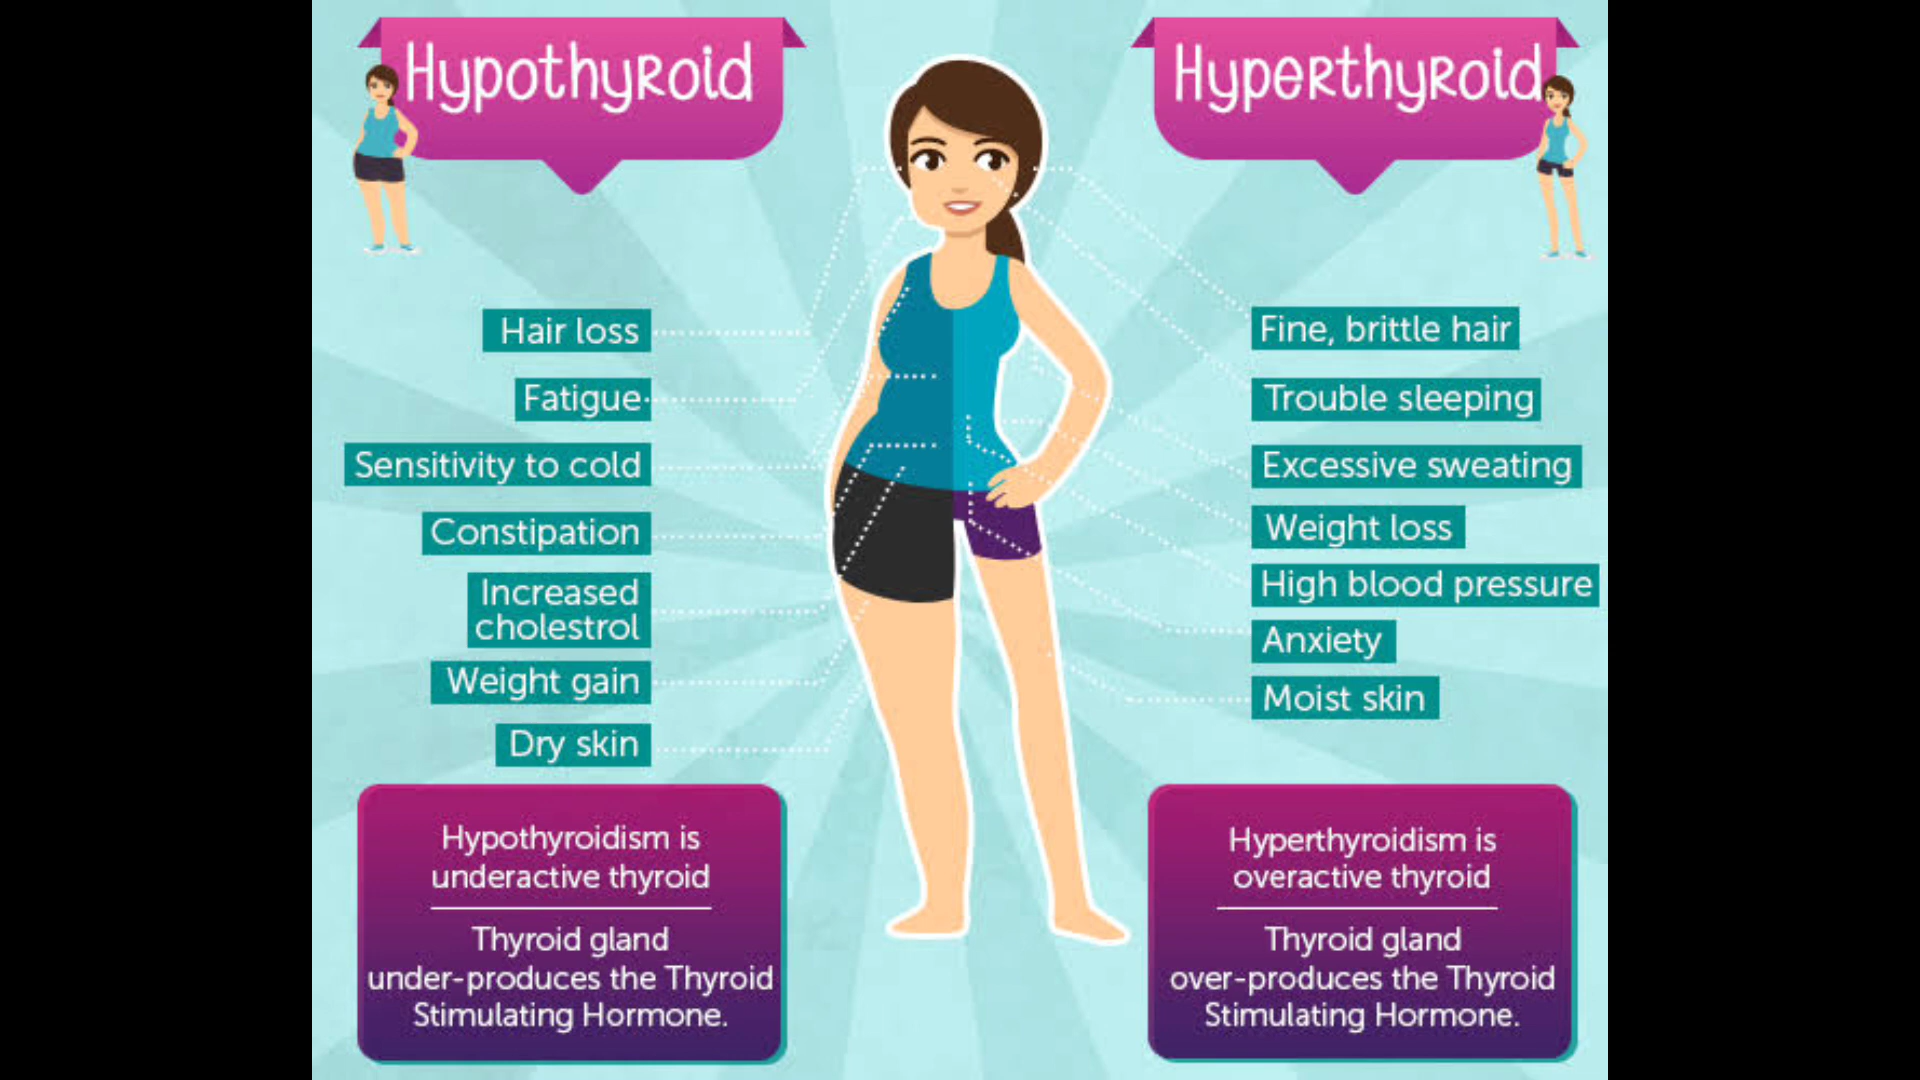 Hypothyroid
Hair loss
Fatigue
Sensitivity to cold
Constipation
Increased
cholestrol
Weight gain
Dry skin
Hypothyroidism is
underactive thyroid
Thyroid gland
under-produces the Thyroid
Stimulating Hormone.
Hyperthyroid
Fine, brittle hair
Trouble sleeping
Excessive sweating
Weight loss
High blood pressure
Anxiety
Moist skin
Hyperthyroidism is
overactive thyroid
Thyroid gland
over-produces the Thyroid
Stimulating Hormone.